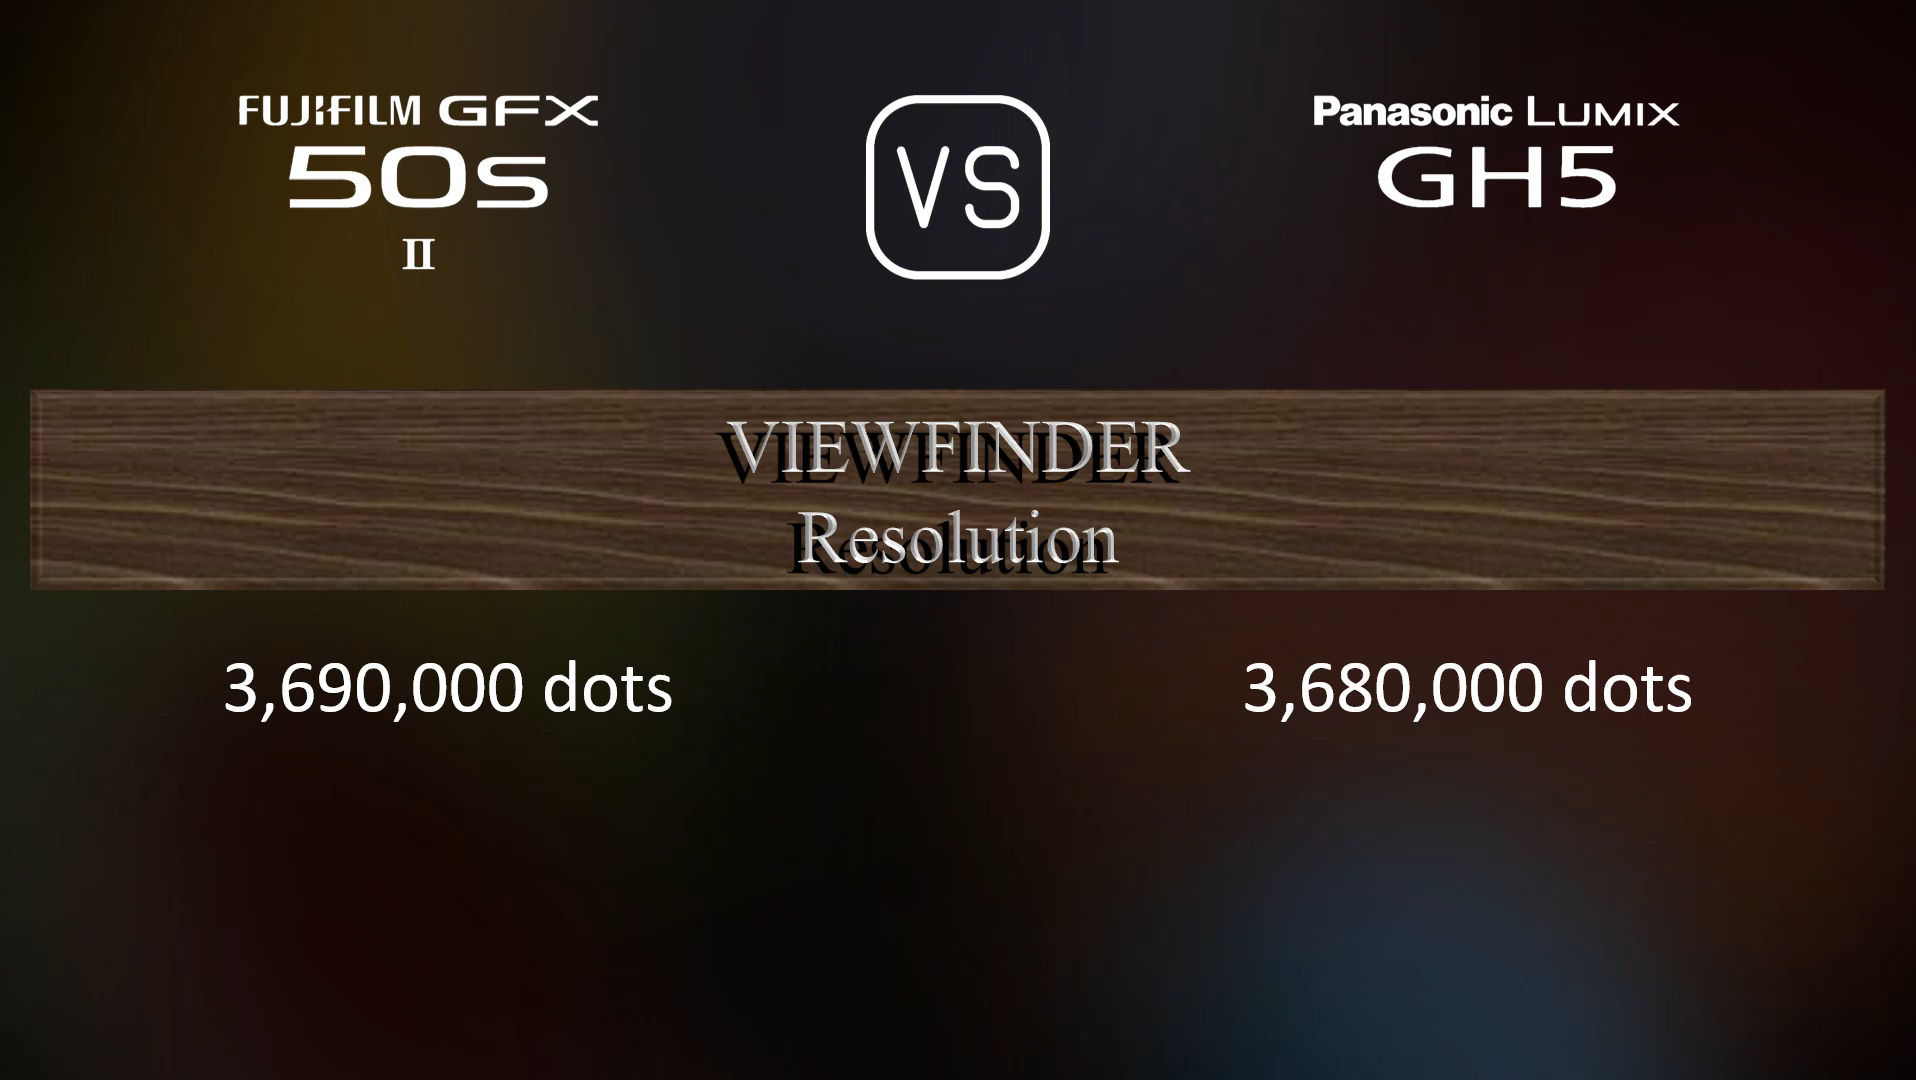 FUJIFILM GFX
50s
II
VS
Panasonic LUMIX
GH5
VIEWFINDER
Resolution
3,690,000 dots
3,680,000 dots